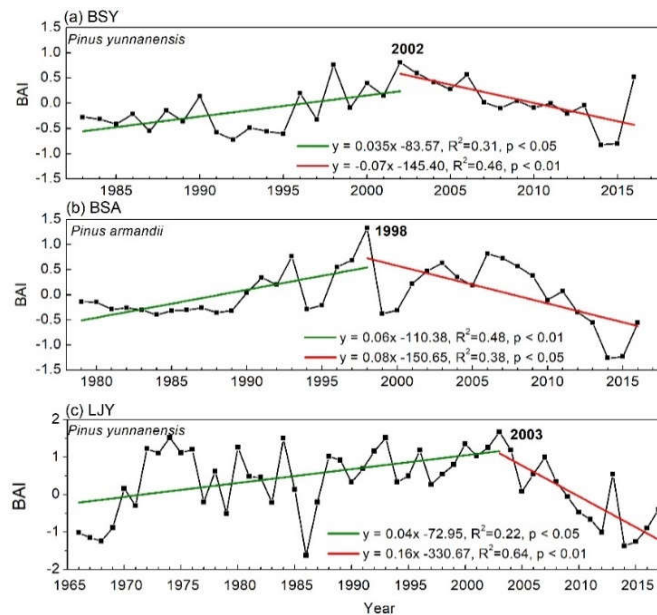 (a) BSY
Pinus yunnanensis
2002
BAI
1.5
1.0
0.5
0.0
-0.5
-1.0
-1.5
y = 0.035x -83.57, R²=0.31, p < 0.05
y = -0.07x -145.40, R²=0.46, p < 0.01
1985 1990 1995 2000 2005 2010 2015
(b) BSA
Pinus armandii
1998
BAI
1.5
1.0
0.5
0.0
-0.5
-1.0
-1.5
y = 0.06x -110.38, R²=0.48, p < 0.01
y = 0.08x -150.65, R²=0.38, p < 0.05
1980 1985 1990 1995 2000 2005 2010 2015
(c) LJY
Pinus yunnanensis
2003
BAI
2
1
0
-1
-2
y = 0.04x -72.95, R²=0.22, p < 0.05
y = 0.16x -330.67, R²=0.64, p < 0.01
1965 1970 1975 1980 1985 1990 1995 2000 2005 2010 2015
Year